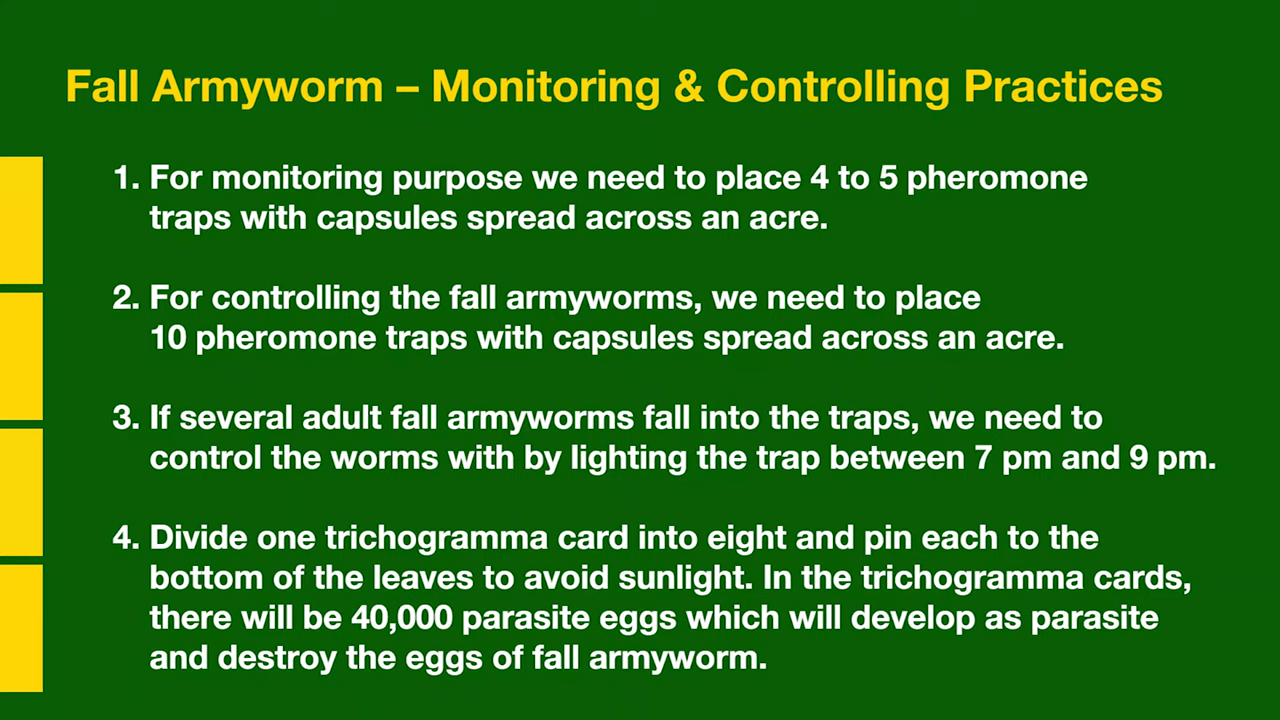 Fall Armyworm – Monitoring & Controlling Practices
1. For monitoring purpose we need to place 4 to 5 pheromone
traps with capsules spread across an acre.
2. For controlling the fall armyworms, we need to place
10 pheromone traps with capsules spread across an acre.
3. If several adult fall armyworms fall into the traps, we need to
control the worms with by lighting the trap between 7 pm and 9 pm.
4. Divide one trichogramma card into eight and pin each to the
bottom of the leaves to avoid sunlight. In the trichogramma cards,
there will be 40,000 parasite eggs which will develop as parasite
and destroy the eggs of fall armyworm.